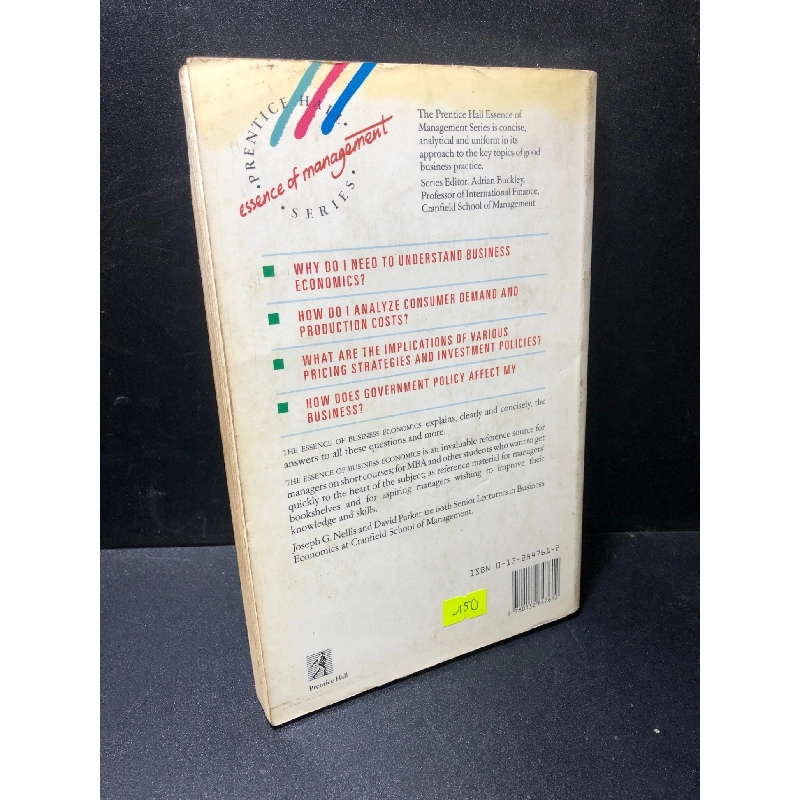 PRENTICE HALL
essence of management
SERIES
The Prentice Hall Essence of
Management Series is concise,
analytical and uniform in its
approach to the key topics of good
business practice.
Series Editor, Adrian Buckley,
Professor of International Finance,
Cranfield School of Management
WHY DO I NEED TO UNDERSTAND BUSINESS
ECONOMICS?
HOW DO I ANALYZE CONSUMER DEMAND AND
PRODUCTION COSTS?
WHAT ARE THE IMPLICATIONS OF VARIOUS
PRICING STRATEGIES AND INVESTMENT POLICIES?
HOW DOES GOVERNMENT POLICY AFFECT MY
BUSINESS?
THE ESSENCE OF BUSINESS ECONOMICS explains, clearly and concisely, the
answers to all these questions and more.
THE ESSENCE OF BUSINESS ECONOMICS is an invaluable reference source for
managers on short courses; for MBA and other students who want to get
quickly to the heart of the subject; as reference material for managers'
bookshelves and for aspiring managers wishing to improve their
knowledge and skills.
Joseph G. Nellis and David Parker are both Senior Lecturers in Business
Economics at Cranfield School of Management.
ISBN 0-13-284761-2
150
Prentice Hall